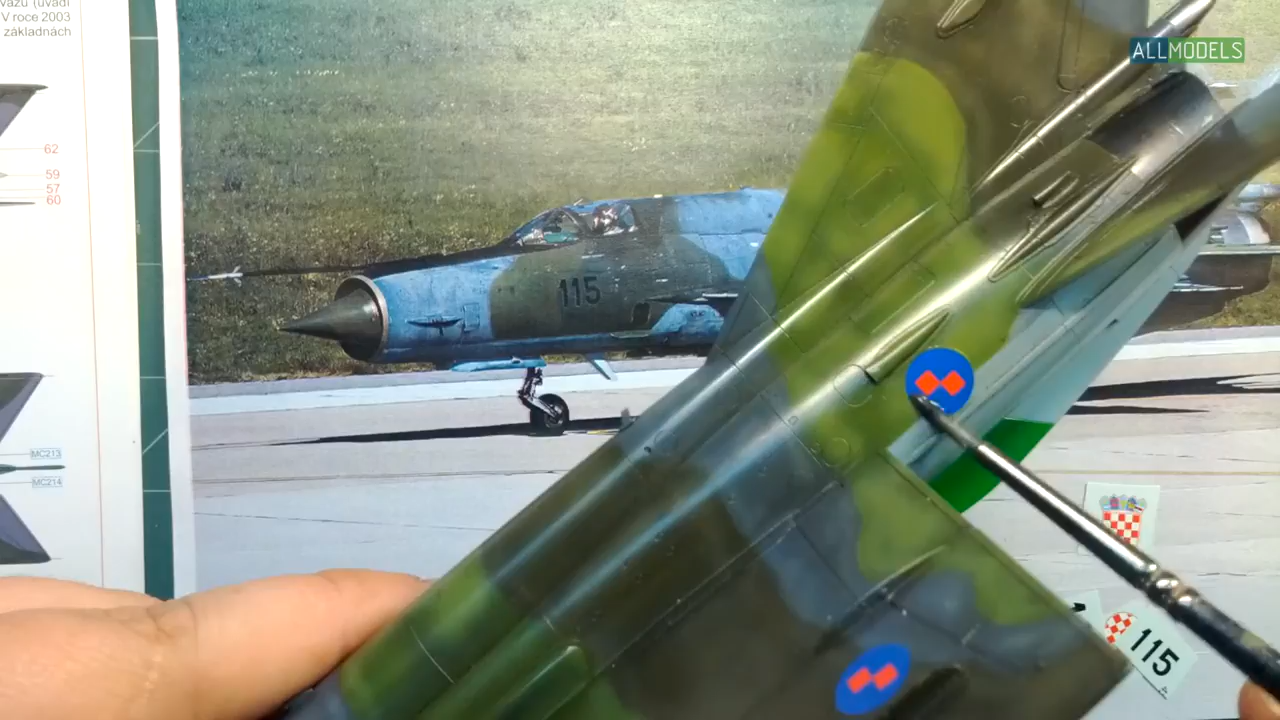 vazu (uvádí
V roce 2003
základnách
ALLMODELS
62
59
57
60
115
MC213
MC214
115